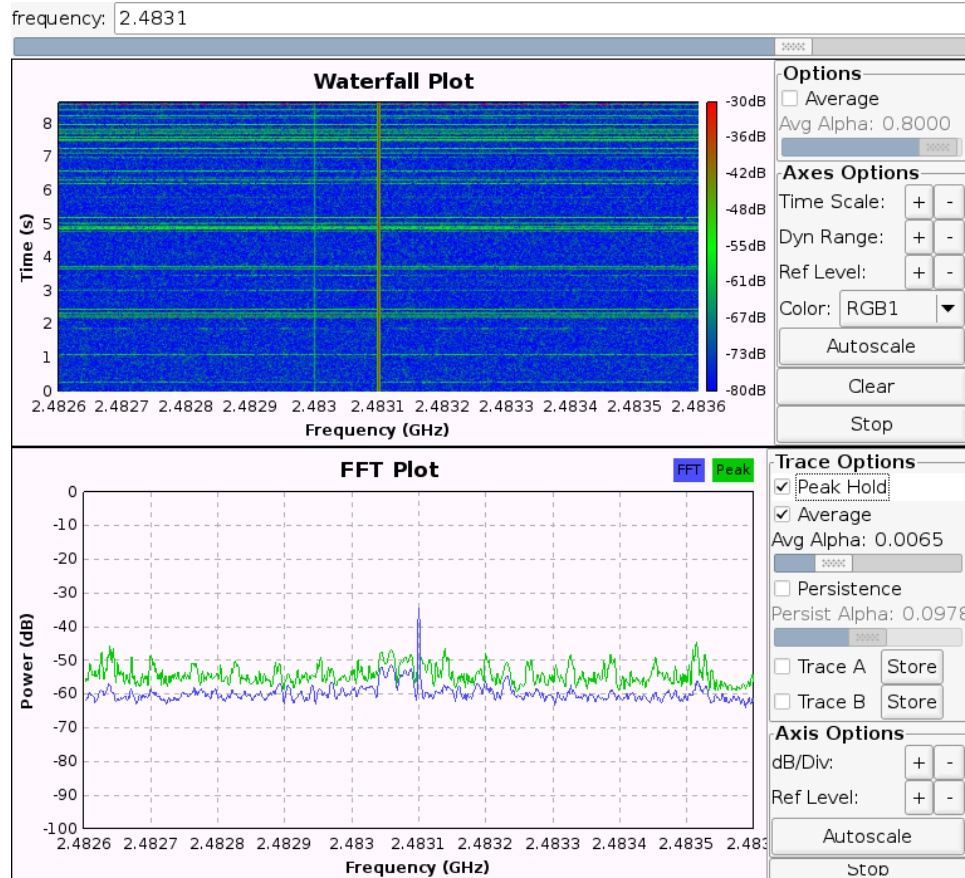 frequency: 2.4831
Waterfall Plot
Time (s)
8
7
6
5
4
3
2
1
0
2.4826 2.4827 2.4828 2.4829 2.483 2.4831 2.4832 2.4833 2.4834 2.4835 2.4836
Frequency (GHz)
-30dB
-36dB
-42dB
-48dB
-55dB
-61dB
-67dB
-73dB
-80dB
Options
Average
Avg Alpha: 0.8000
Axes Options
Time Scale: + -
Dyn Range: + -
Ref Level: + -
Color: RGB1
Autoscale
Clear
Stop
FFT Plot
FFT Peak
Power (dB)
0
-10
-20
-30
-40
-50
-60
-70
-80
-90
-100
2.4826 2.4827 2.4828 2.4829 2.483 2.4831 2.4832 2.4833 2.4834 2.4835 2.483
Frequency (GHz)
Trace Options
Peak Hold
Average
Avg Alpha: 0.0065
Persistence
Persist Alpha: 0.0978
Trace A Store
Trace B Store
Axis Options
dB/Div: + -
Ref Level: + -
Autoscale
Stop